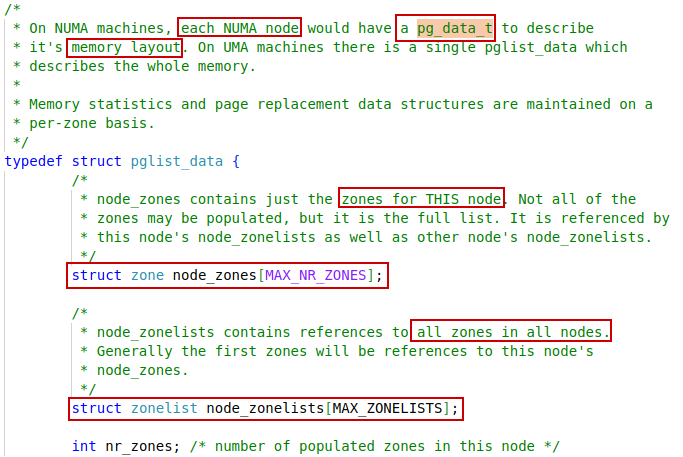 /*
* On NUMA machines, each NUMA node would have a pg_data_t to describe
* it's memory layout. On UMA machines there is a single pglist_data which
* describes the whole memory.
*
* Memory statistics and page replacement data structures are maintained on a
* per-zone basis.
*/
typedef struct pglist_data {
/*
* node_zones contains just the zones for THIS node. Not all of the
* zones may be populated, but it is the full list. It is referenced by
* this node's node_zonelists as well as other node's node_zonelists.
*/
struct zone node_zones[MAX_NR_ZONES];
/*
* node_zonelists contains references to all zones in all nodes.
* Generally the first zones will be references to this node's
* node_zones.
*/
struct zonelist node_zonelists[MAX_ZONELISTS];
int nr_zones; /* number of populated zones in this node */